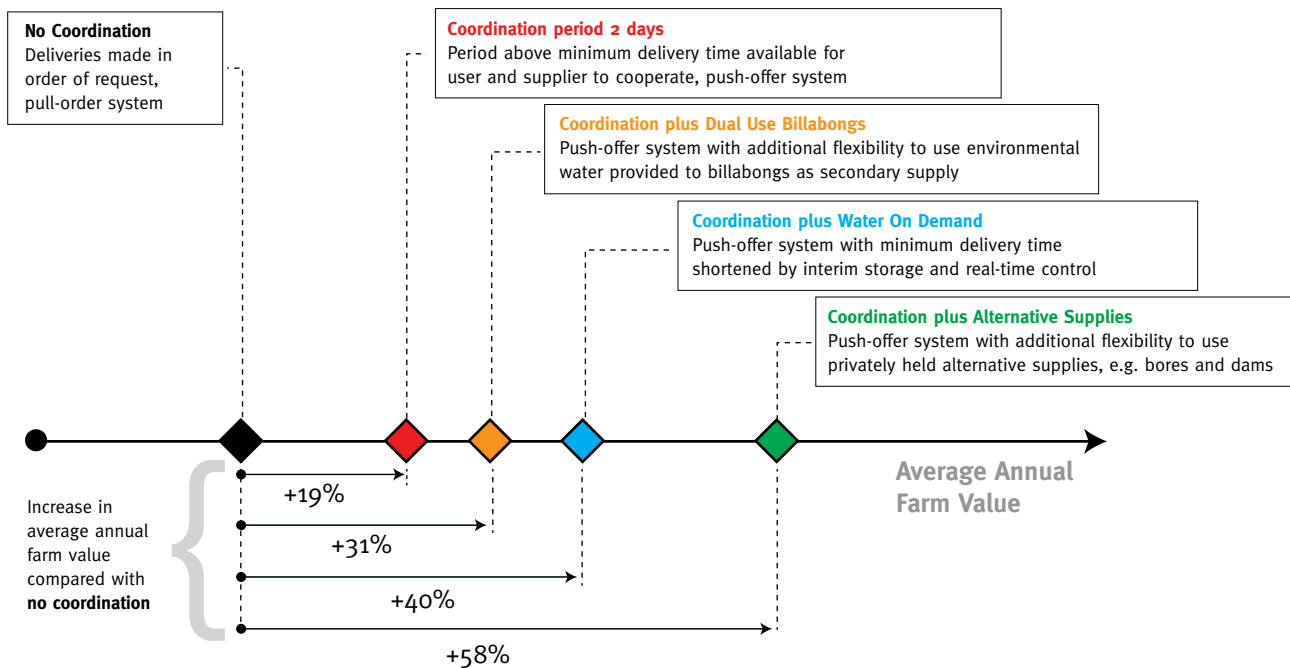 No Coordination
Deliveries made in
order of request,
pull-order system
Coordination period 2 days
Period above minimum delivery time available for
user and supplier to cooperate, push-offer system
Coordination plus Dual Use Billabongs
Push-offer system with additional flexibility to use environmental
water provided to billabongs as secondary supply
Coordination plus Water On Demand
Push-offer system with minimum delivery time
shortened by interim storage and real-time control
Coordination plus Alternative Supplies
Push-offer system with additional flexibility to use
privately held alternative supplies, e.g. bores and dams
Average Annual
Farm Value
Increase in
average annual
farm value
compared with
no coordination
+19%
+31%
+40%
+58%